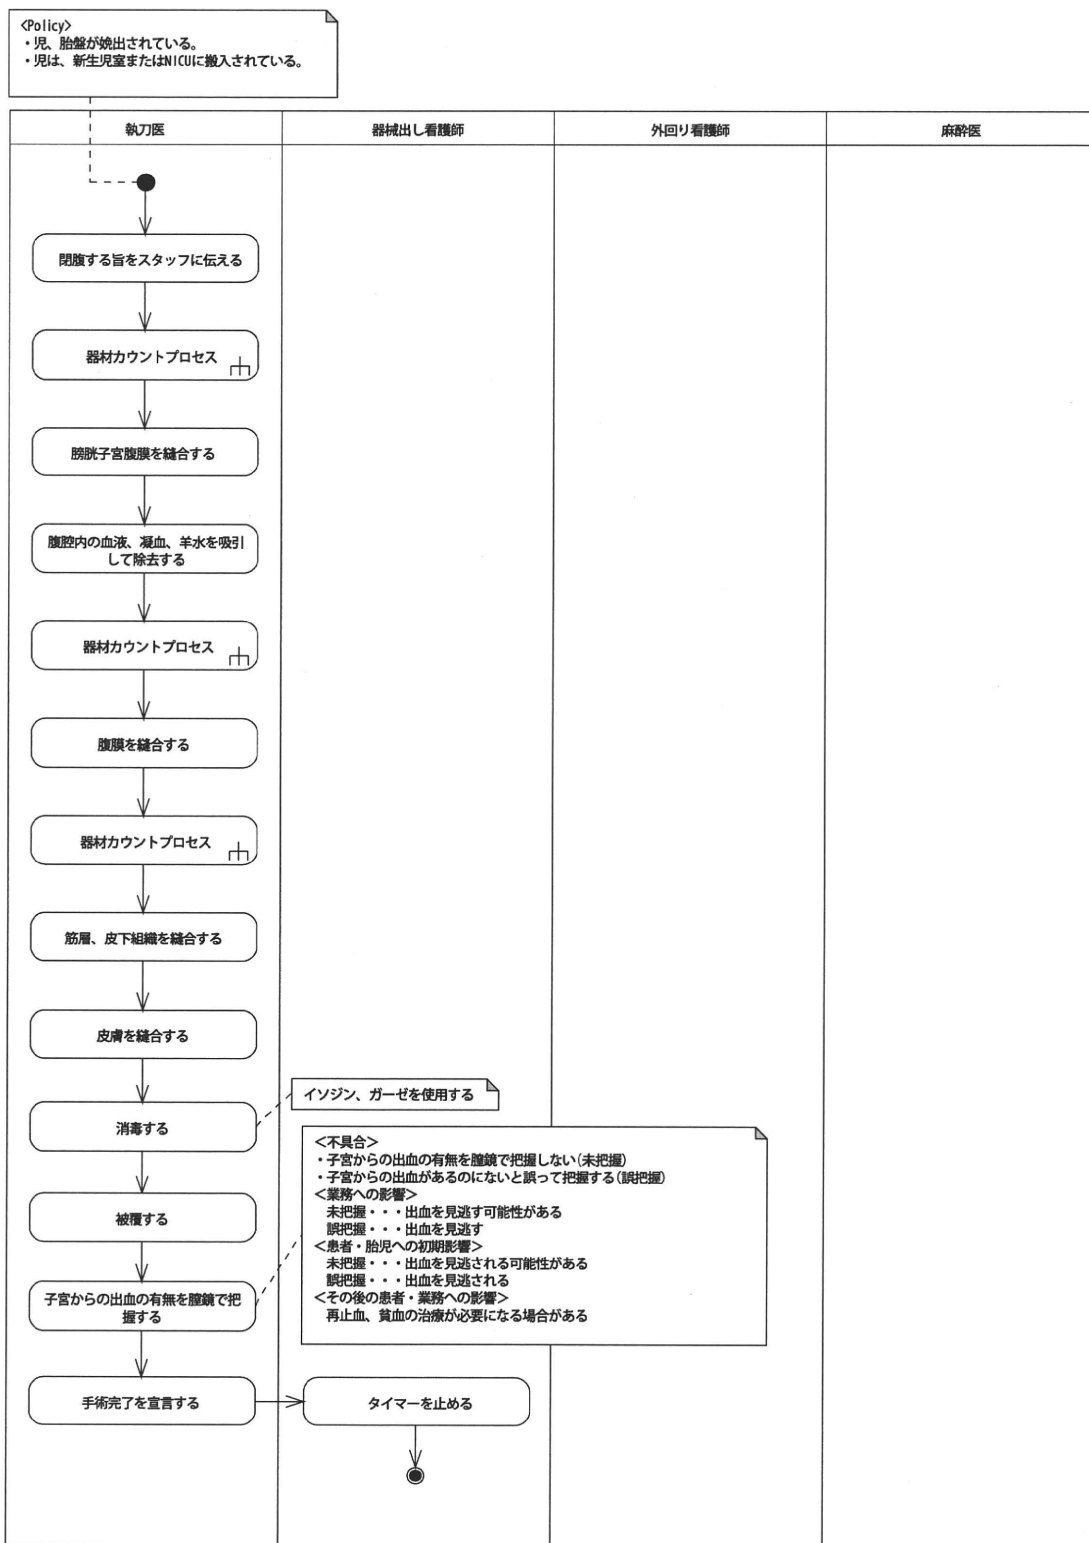 <Policy>
・児、胎盤が娩出されている。
・児は、新生児室またはNICUに搬入されている。
執刀医
器械出し看護師
外回り看護師
麻酔医
閉腹する旨をスタッフに伝える
器材カウントプロセス
膀胱子宮腹膜を縫合する
腹腔内の血液、凝血、羊水を吸引
して除去する
器材カウントプロセス
腹膜を縫合する
器材カウントプロセス
筋層、皮下組織を縫合する
皮膚を縫合する
消毒する
イソジン、ガーゼを使用する
被覆する
子宮からの出血の有無を膣鏡で把
握する
＜不具合＞
・子宮からの出血の有無を膣鏡で把握しない(未把握)
・子宮からの出血があるのにないと誤って把握する(誤把握)
＜業務への影響＞
未把握・・・出血を見逃す可能性がある
誤把握・・・出血を見逃す
＜患者・胎児への初期影響＞
未把握・・・出血を見逃される可能性がある
誤把握・・・出血を見逃される
＜その後の患者・業務への影響＞
再止血、貧血の治療が必要になる場合がある
手術完了を宣言する
タイマーを止める